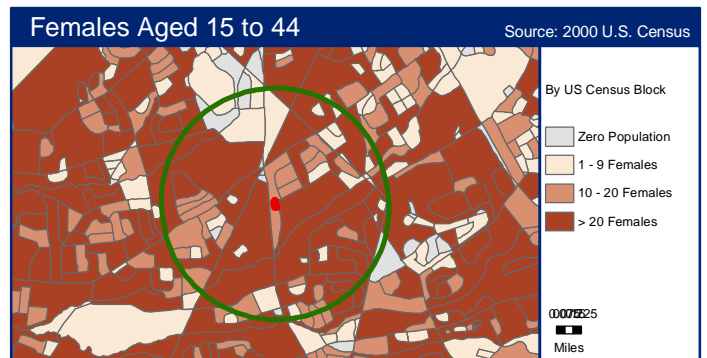 Females Aged 15 to 44
Source: 2000 U.S. Census
By US Census Block
Zero Population
1 - 9 Females
10 - 20 Females
> 20 Females
Miles